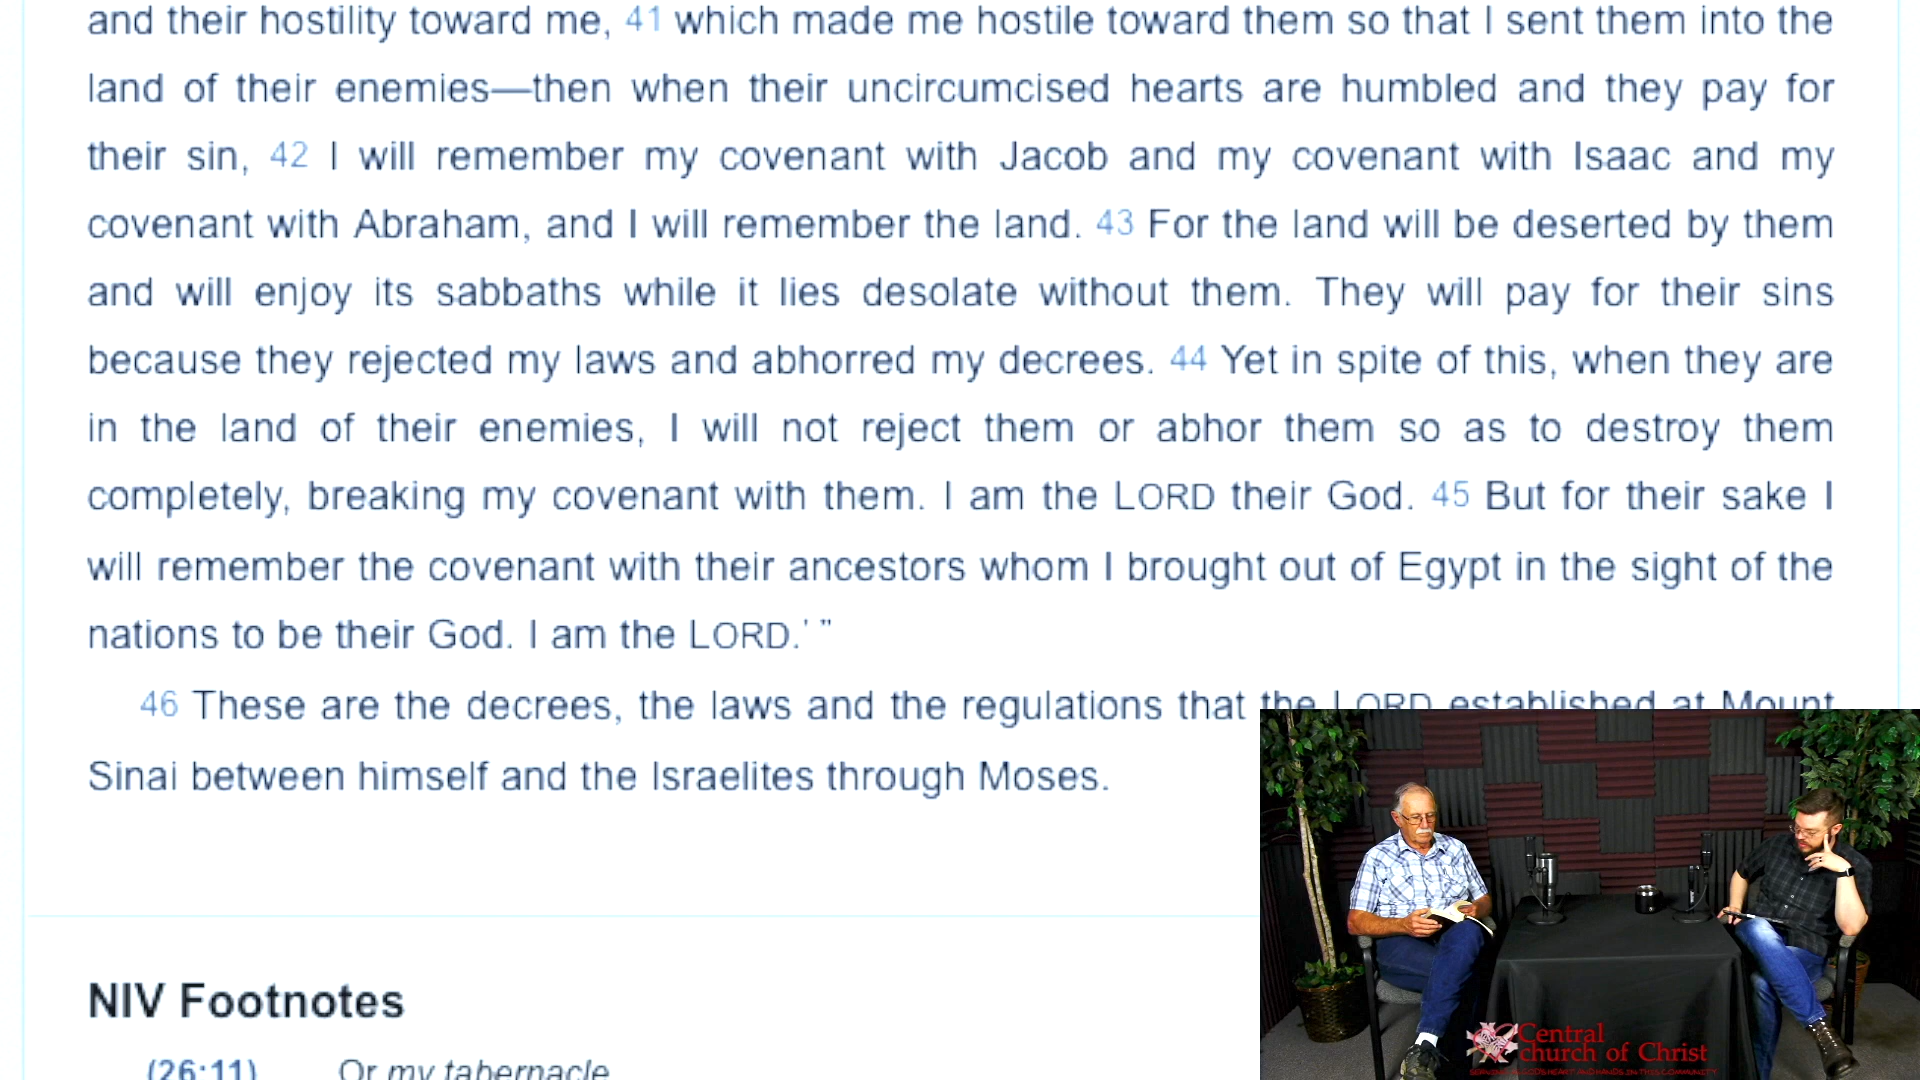 and their hostility toward me, 41 which made me hostile toward them so that I sent them into the
land of their enemies—then when their uncircumcised hearts are humbled and they pay for
their sin, 42 I will remember my covenant with Jacob and my covenant with Isaac and my
covenant with Abraham, and I will remember the land. 43 For the land will be deserted by them
and will enjoy its sabbaths while it lies desolate without them. They will pay for their sins
because they rejected my laws and abhorred my decrees. 44 Yet in spite of this, when they are
in the land of their enemies, I will not reject them or abhor them so as to destroy them
completely, breaking my covenant with them. I am the LORD their God. 45 But for their sake I
will remember the covenant with their ancestors whom I brought out of Egypt in the sight of the
nations to be their God. I am the LORD.’ ”
46 These are the decrees, the laws and the regulations that the LORD established at Mount
Sinai between himself and the Israelites through Moses.
NIV Footnotes
(26:11) Or my tabernacle
Central
church of Christ